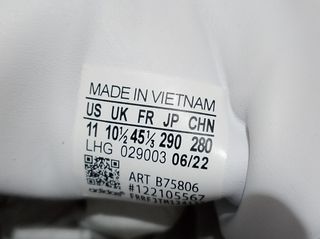 MADE IN VIETNAM
US UK FR JP CHN
11 10½ 45⅓ 290 280
LHG 029003 06/22
ART B75806
#122105567
adidas